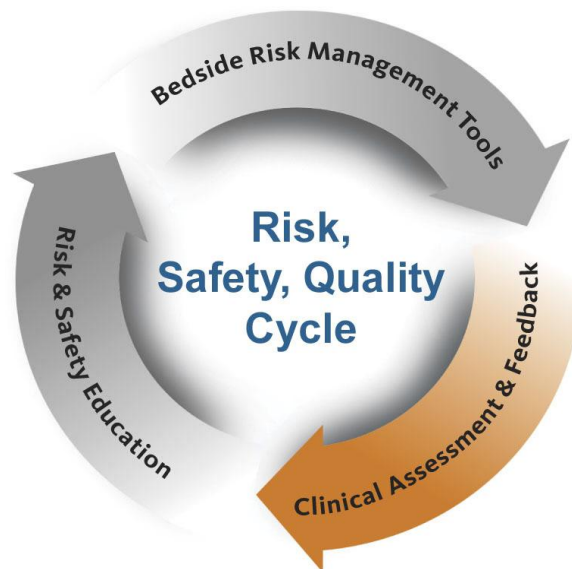 Bedside Risk Management Tools
Risk,
Safety, Quality
Cycle
Clinical Assessment & Feedback
Risk & Safety Education